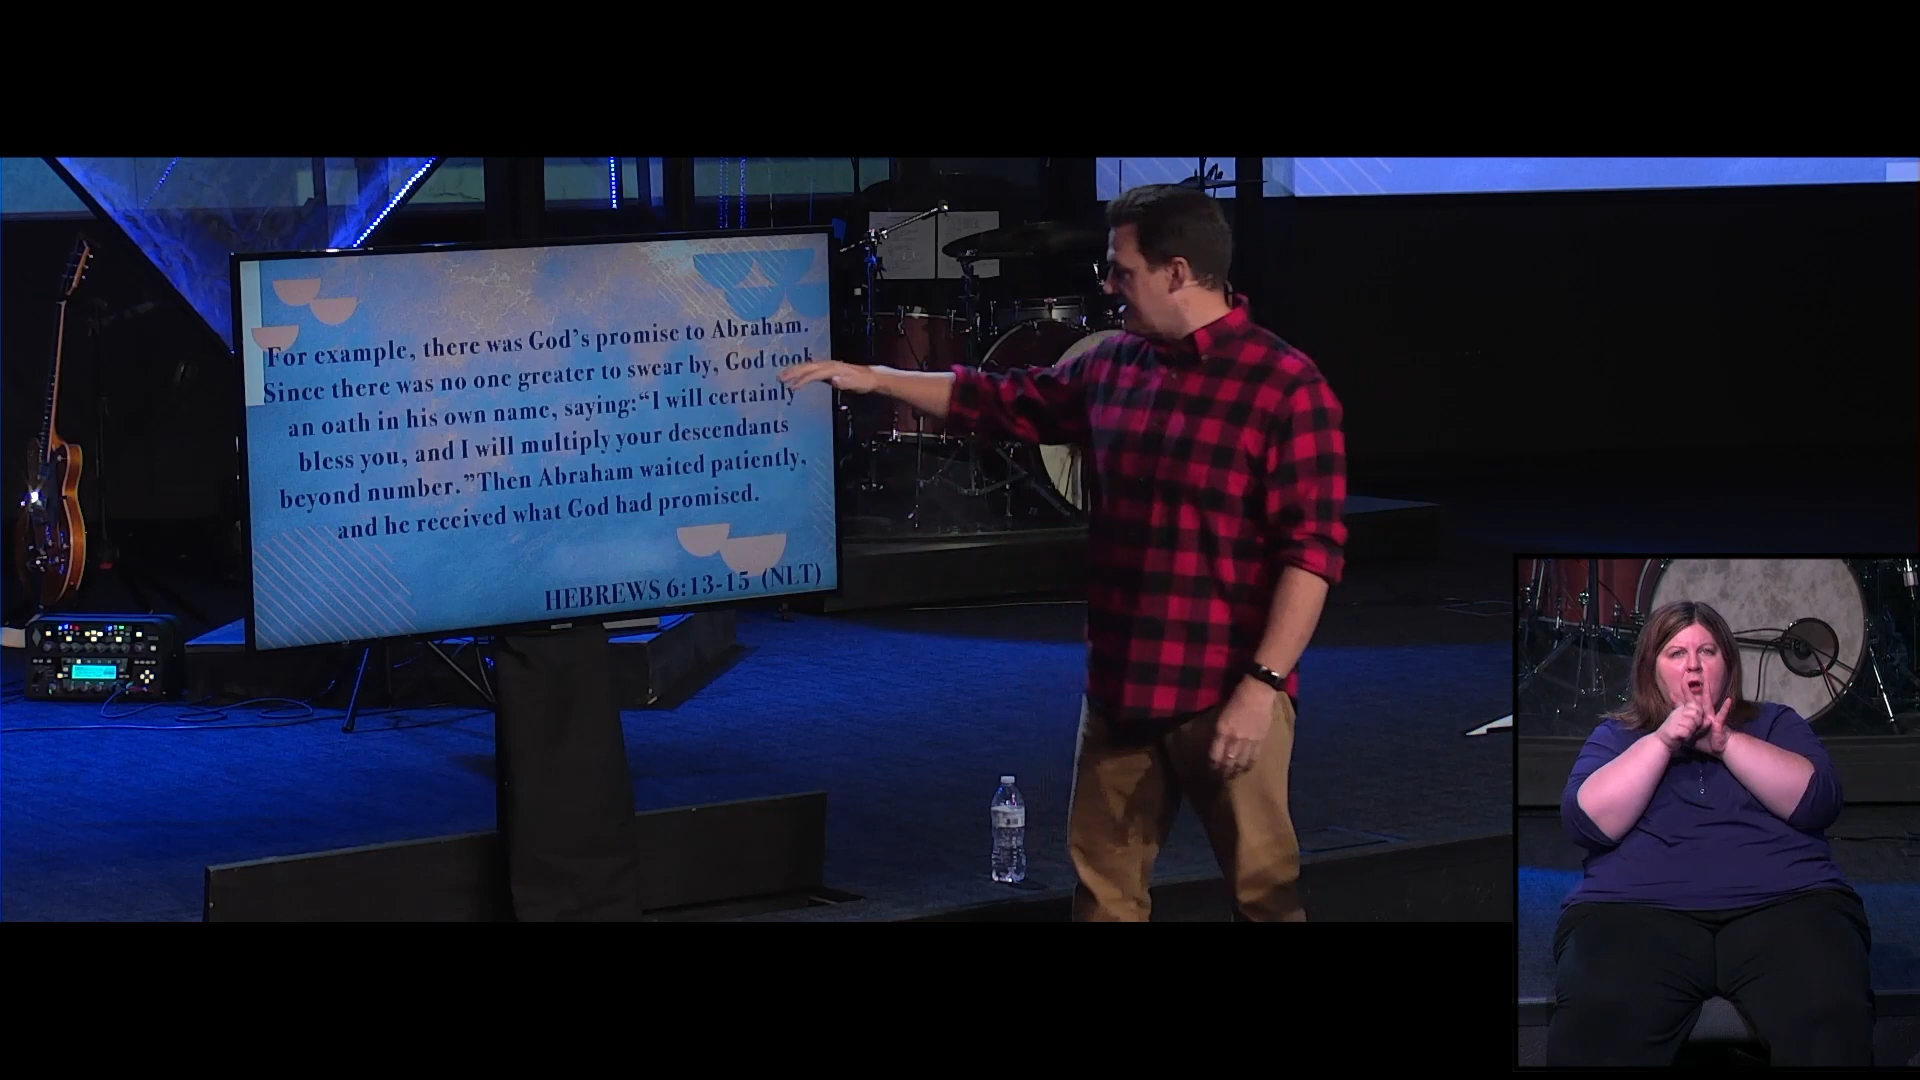 For example, there was God's promise to Abraham.
Since there was no one greater to swear by, God took
an oath in his own name, saying:“I will certainly
bless you, and I will multiply your descendants
beyond number.”Then Abraham waited patiently,
and he received what God had promised.
HEBREWS 6:13-15 (NLT)